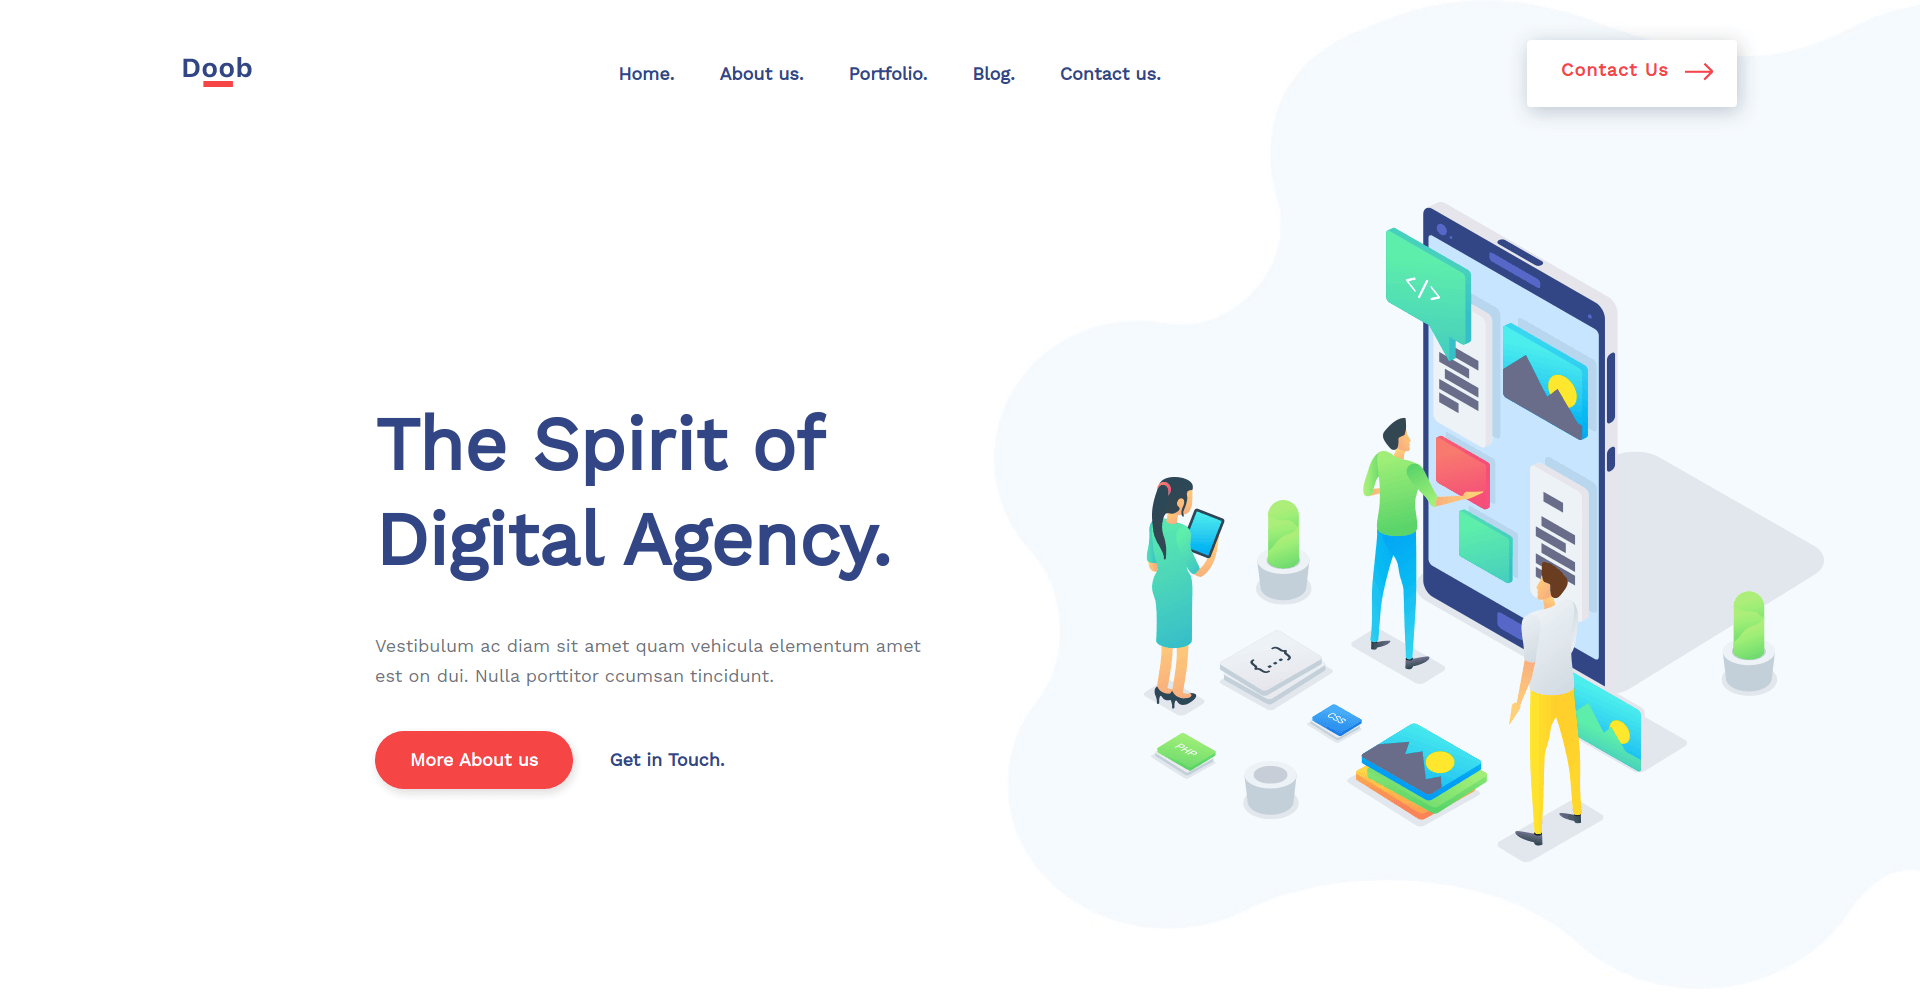 Doob
Home.
About us.
Portfolio.
Blog.
Contact us.
Contact Us
The Spirit of
Digital Agency.
Vestibulum ac diam sit amet quam vehicula elementum amet
est on dui. Nulla porttitor ccumsan tincidunt.
More About us
Get in Touch.
</>
{...}
CSS
PHP